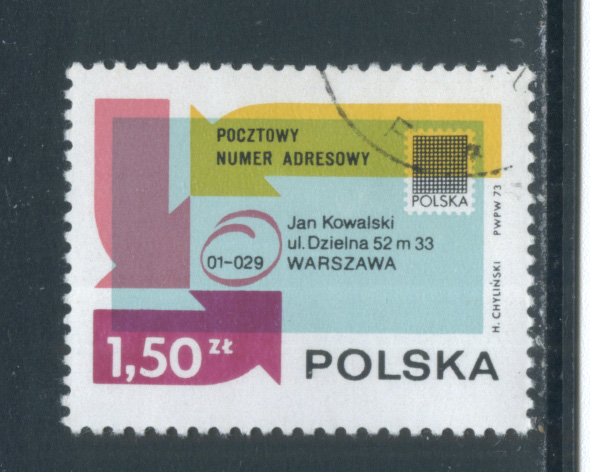 POCZTOWY
NUMER ADRESOWY
POLSKA
Jan Kowalski
ul. Dzielna 52 m 33
01-029 WARSZAWA
H. CHYLIŃSKI PWPW 73
1,50 zł
POLSKA